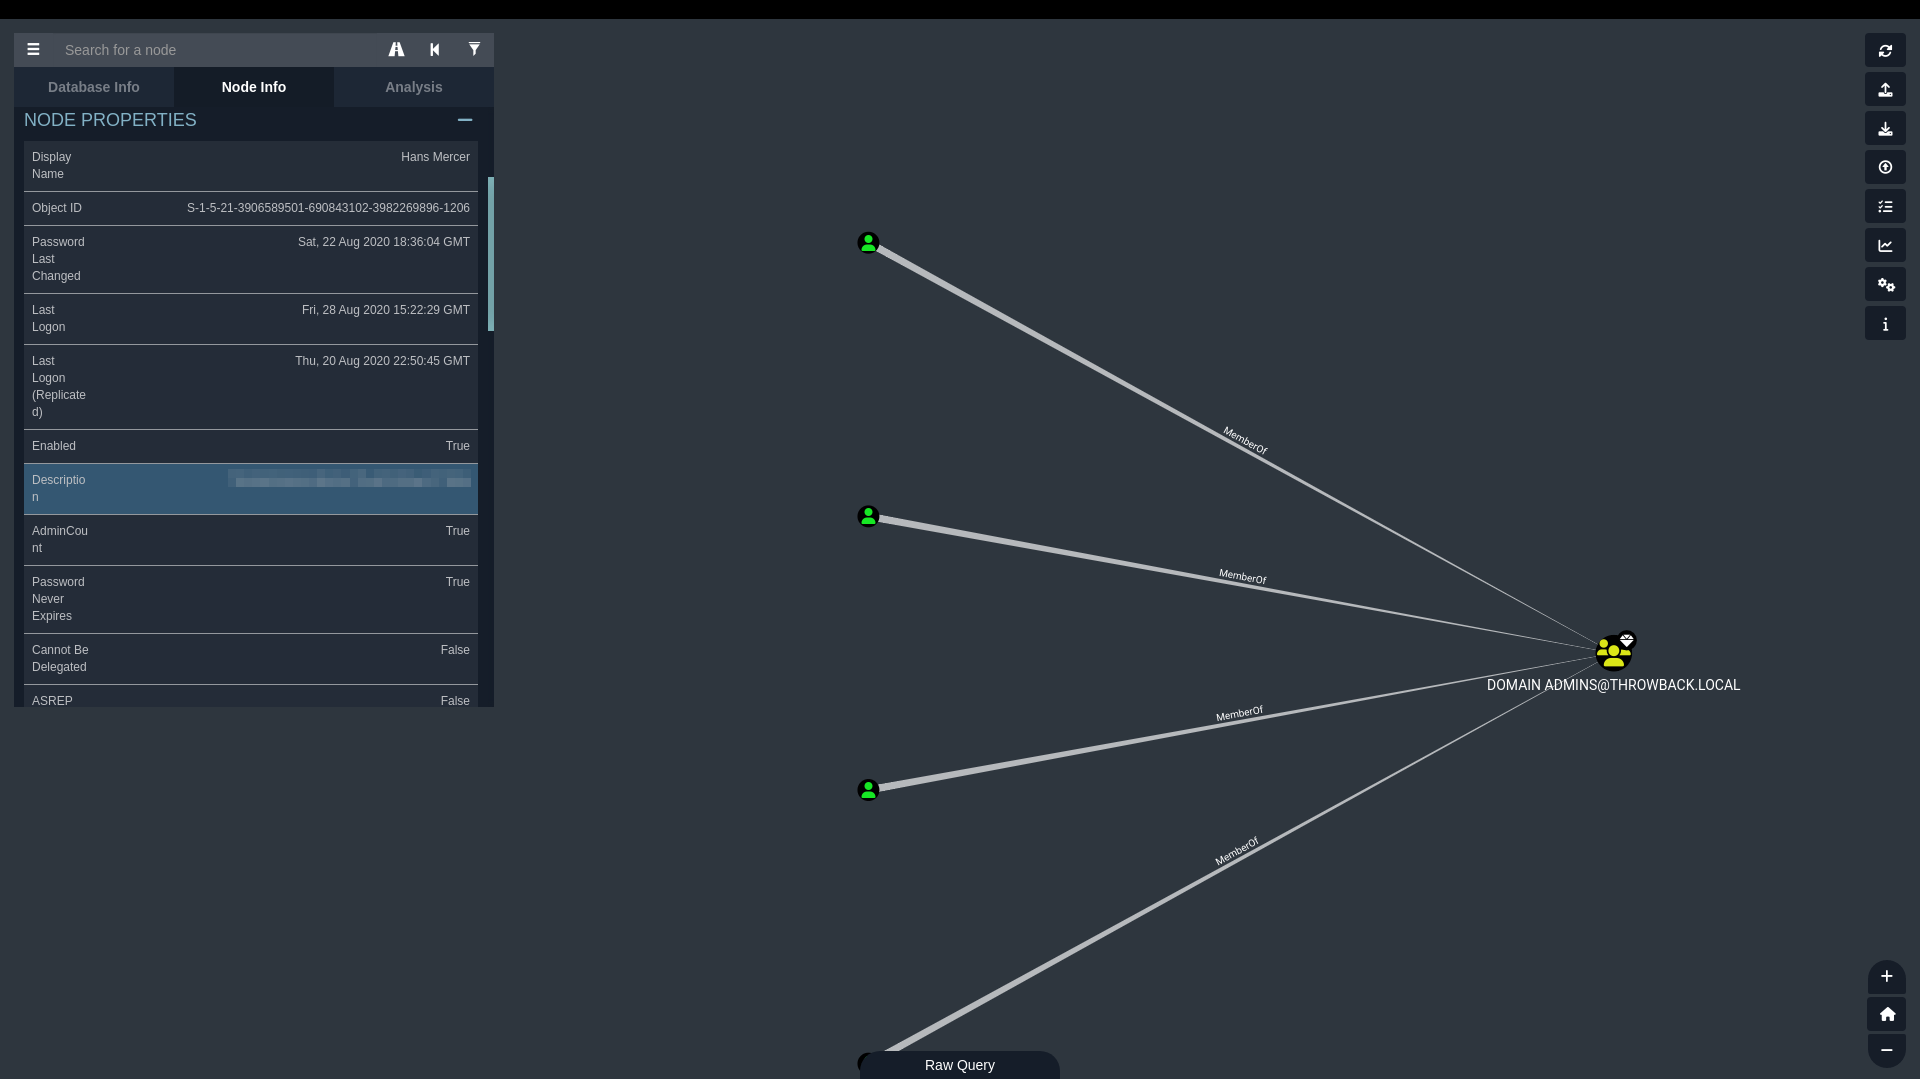 Search for a node
Database Info
Node Info
Analysis
NODE PROPERTIES
Display
Name
Hans Mercer
Object ID
S-1-5-21-3906589501-690843102-3982269896-1206
Password
Last
Changed
Sat, 22 Aug 2020 18:36:04 GMT
Last
Logon
Fri, 28 Aug 2020 15:22:29 GMT
Last
Logon
(Replicate
d)
Thu, 20 Aug 2020 22:50:45 GMT
Enabled
True
Descriptio
n
AdminCou
nt
True
Password
Never
Expires
True
Cannot Be
Delegated
False
ASREP
False
MemberOf
MemberOf
MemberOf
MemberOf
DOMAIN ADMINS@THROWBACK.LOCAL
Raw Query